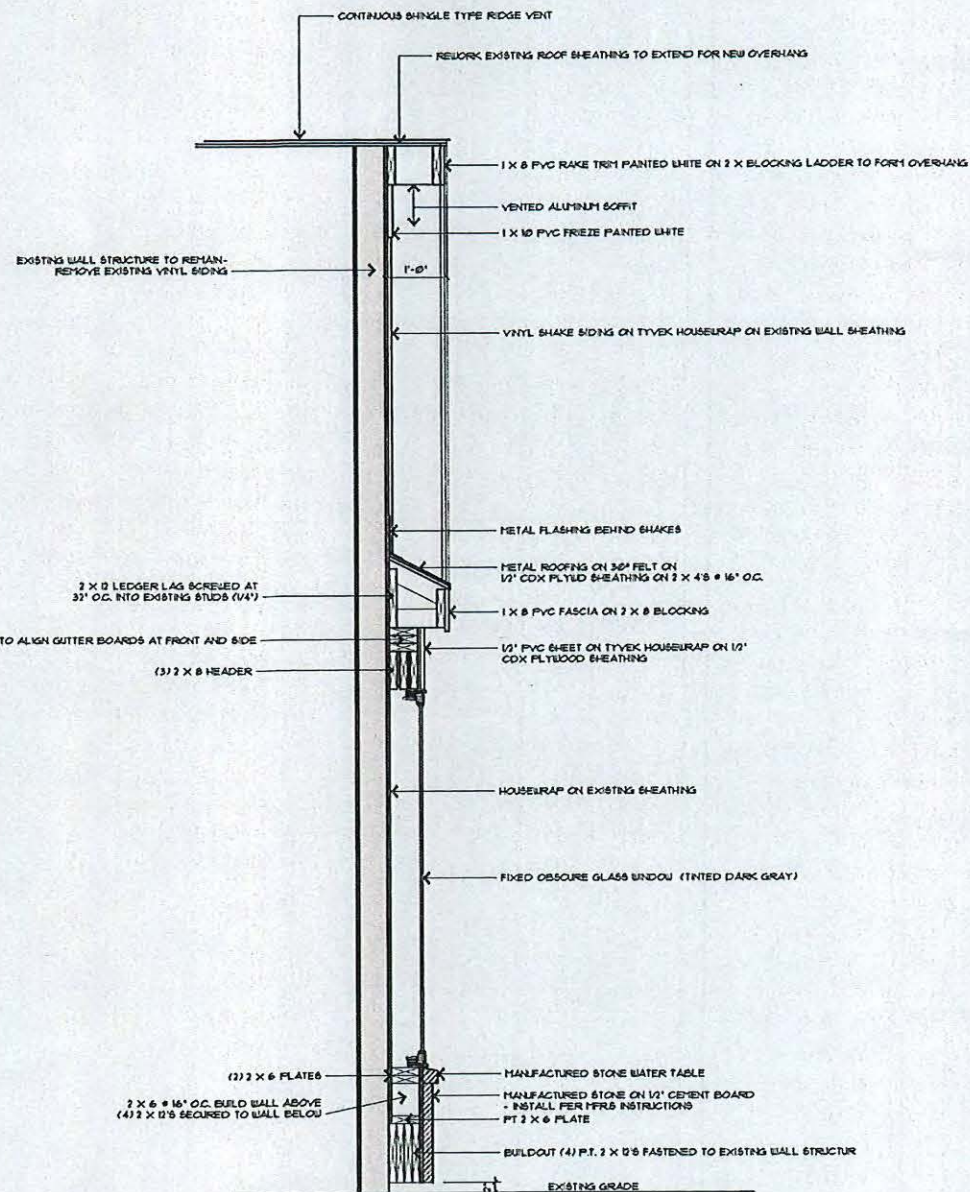 CONTINUOUS SHINGLE TYPE RIDGE VENT
REWORK EXISTING ROOF SHEATHING TO EXTEND FOR NEW OVERHANG
1 X 8 PVC RAKE TRIM PAINTED WHITE ON 2 X BLOCKING LADDER TO FORM OVERHANG
VENTED ALUMINUM SOFFIT
1 X 10 PVC FRIEZE PAINTED WHITE
EXISTING WALL STRUCTURE TO REMAIN-
REMOVE EXISTING VINYL SIDING
1'-0"
VINYL SHAKE SIDING ON TYVEK HOUSEWRAP ON EXISTING WALL SHEATHING
METAL FLASHING BEHIND SHAKES
METAL ROOFING ON 30# FELT ON
1/2" CDX PLYWD SHEATHING ON 2 X 4'S @ 16" O.C.
2 X 12 LEDGER LAG SCREWED AT
32" O.C. INTO EXISTING STUDS (1/4")
1 X 8 PVC FASCIA ON 2 X 8 BLOCKING
TO ALIGN GUTTER BOARDS AT FRONT AND SIDE
1/2" PVC SHEET ON TYVEK HOUSEWRAP ON 1/2"
CDX PLYWOOD SHEATHING
(3) 2 X 8 HEADER
HOUSEWRAP ON EXISTING SHEATHING
FIXED OBSCURE GLASS WINDOW (TINTED DARK GRAY)
(2) 2 X 6 PLATES
MANUFACTURED STONE WATER TABLE
2 X 6 @ 16" O.C. BUILD WALL ABOVE
(4) 2 X 12'S SECURED TO WALL BELOW
MANUFACTURED STONE ON 1/2" CEMENT BOARD
- INSTALL PER MFR'S INSTRUCTIONS
PT 2 X 6 PLATE
BUILDOUT (4) P.T. 2 X 12'S FASTENED TO EXISTING WALL STRUCTUR
EXISTING GRADE